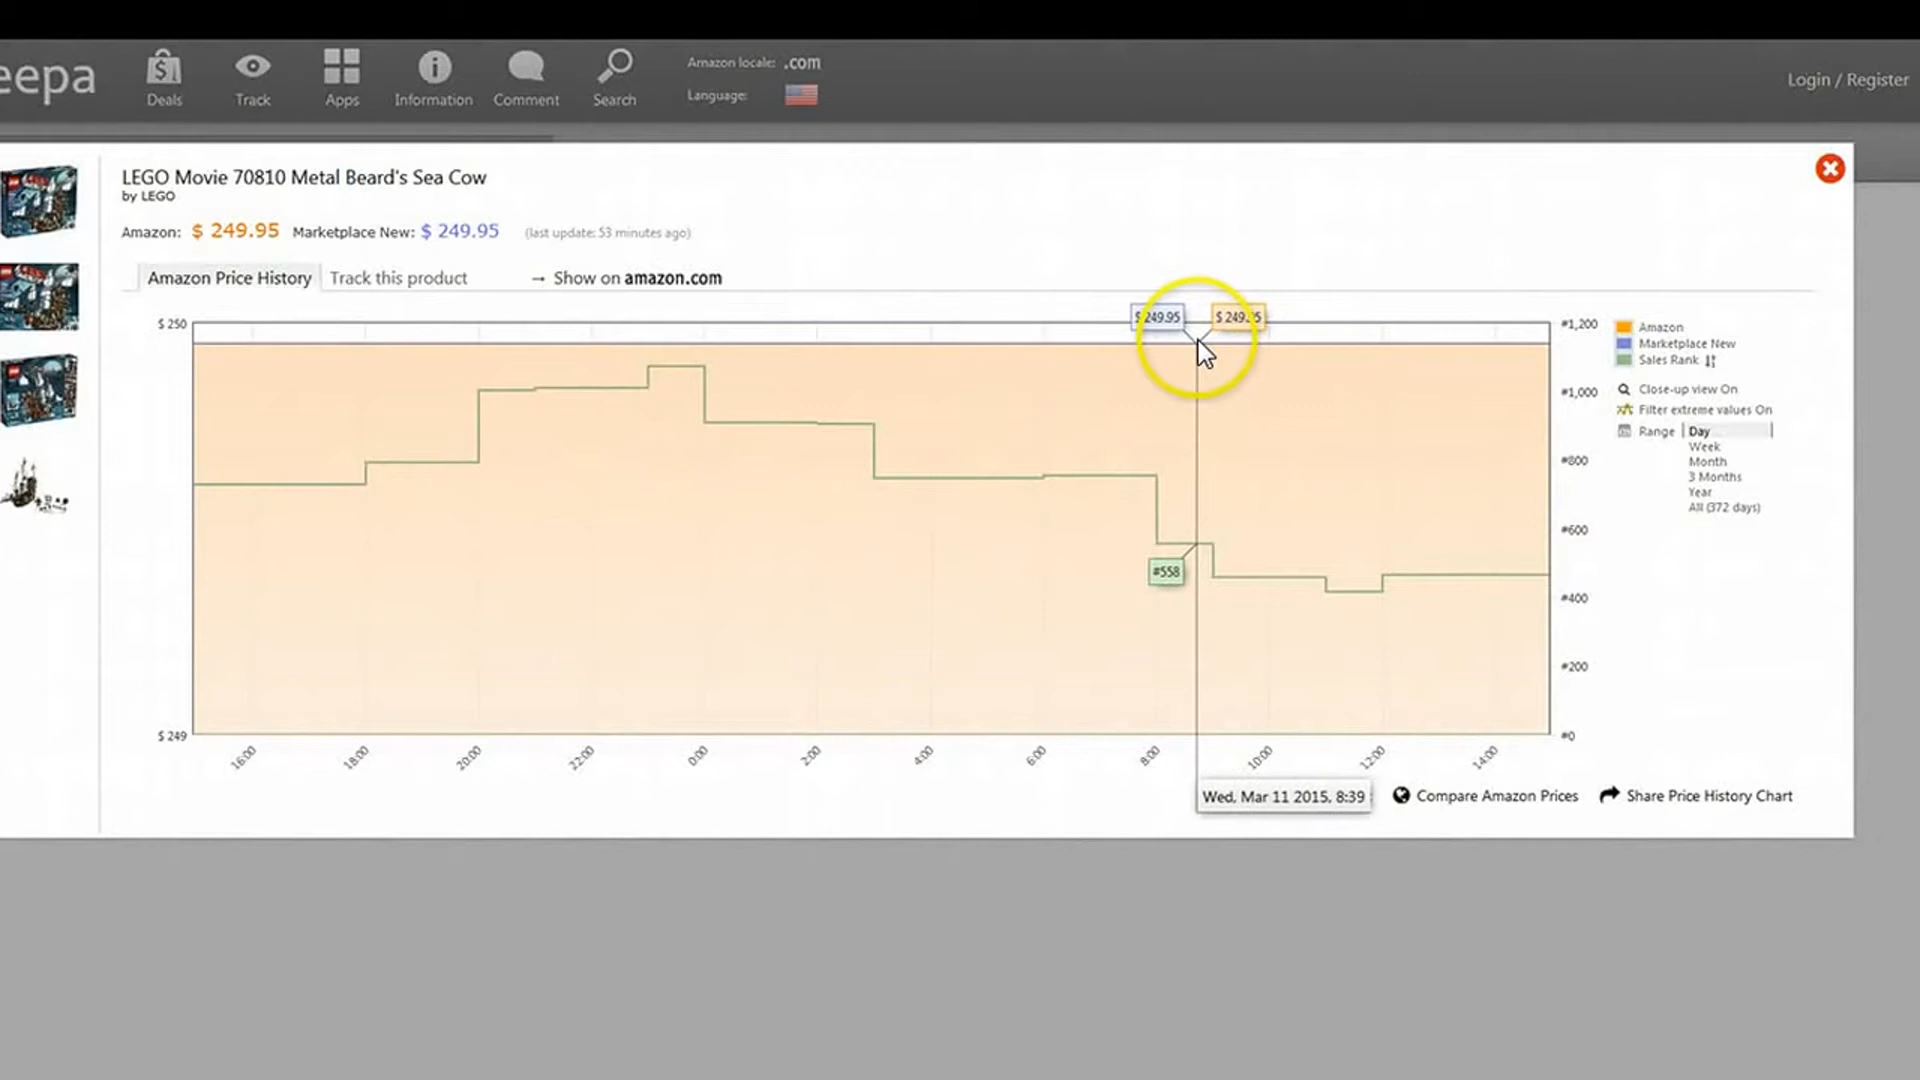 eepa
Deals
Track
Apps
Information
Comment
Search
Amazon locale: .com
Language:
Login / Register
LEGO Movie 70810 Metal Beard's Sea Cow
by LEGO
Amazon: $ 249.95 Marketplace New: $ 249.95 (last update: 53 minutes ago)
Amazon Price History Track this product → Show on amazon.com
$ 249.95 $ 249.95
$ 250
$ 249
#1,200
#1,000
#800
#600
#400
#200
#0
#558
Amazon
Marketplace New
Sales Rank
Close-up view On
Filter extreme values On
Range Day
Week
Month
3 Months
Year
All (372 days)
16:00 18:00 20:00 22:00 0:00 2:00 4:00 6:00 8:00 10:00 12:00 14:00
Wed, Mar 11 2015, 8:39
Compare Amazon Prices
Share Price History Chart